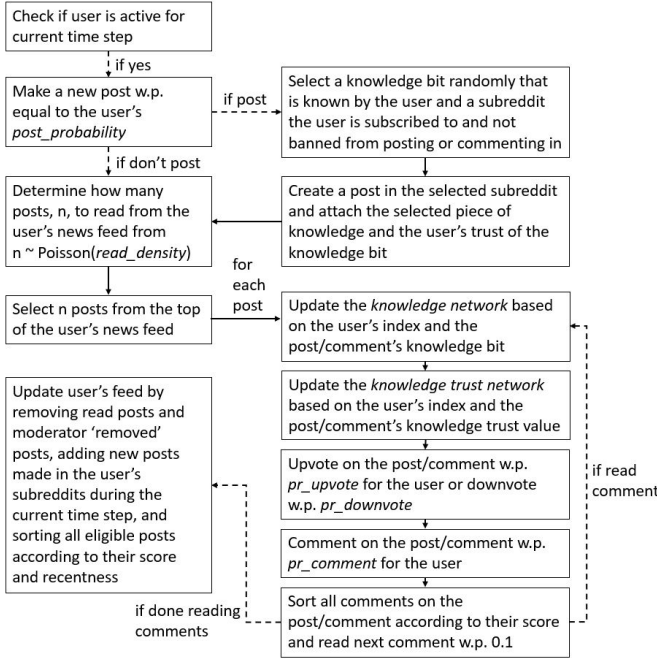 Check if user is active for
current time step
if yes
Make a new post w.p.
equal to the user's
post_probability
if post
Select a knowledge bit randomly that
is known by the user and a subreddit
the user is subscribed to and not
banned from posting or commenting in
if don't post
Create a post in the selected subreddit
and attach the selected piece of
knowledge and the user's trust of the
knowledge bit
Determine how many
posts, n, to read from the
user's news feed from
n ~ Poisson(read_density)
Select n posts from the top
of the user's news feed
for
each
post
Update the knowledge network based
on the user's index and the
post/comment's knowledge bit
Update the knowledge trust network
based on the user's index and the
post/comment's knowledge trust value
Upvote on the post/comment w.p.
pr_upvote for the user or downvote
w.p. pr_downvote
Comment on the post/comment w.p.
pr_comment for the user
Sort all comments on the
post/comment according to their score
and read next comment w.p. 0.1
if read
comment
if done reading
comments
Update user's feed by
removing read posts and
moderator 'removed'
posts, adding new posts
made in the user's
subreddits during the
current time step, and
sorting all eligible posts
according to their score
and recentness